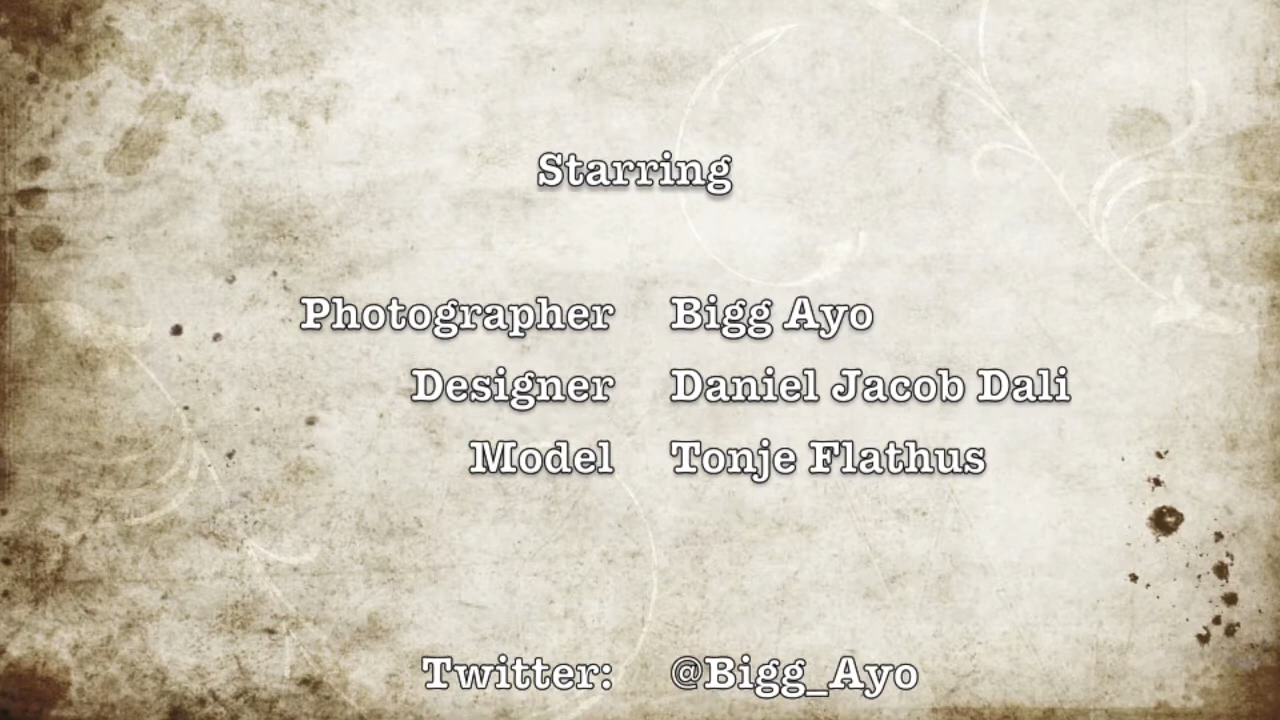 Starring
Photographer Bigg Ayo
Designer Daniel Jacob Dali
Model Tonje Flathus
Twitter: @Bigg_Ayo